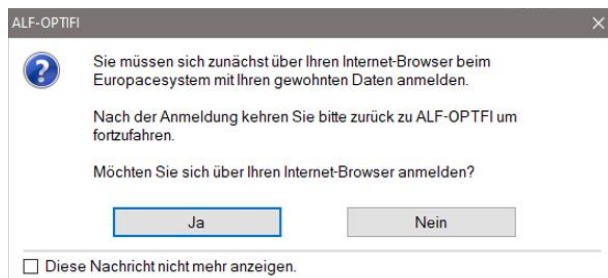 ALF-OPTIFI
Sie müssen sich zunächst über Ihren Internet-Browser beim
Europacesystem mit Ihren gewohnten Daten anmelden.
Nach der Anmeldung kehren Sie bitte zurück zu ALF-OPTFI um
fortzufahren.
Möchten Sie sich über Ihren Internet-Browser anmelden?
Ja
Nein
Diese Nachricht nicht mehr anzeigen.